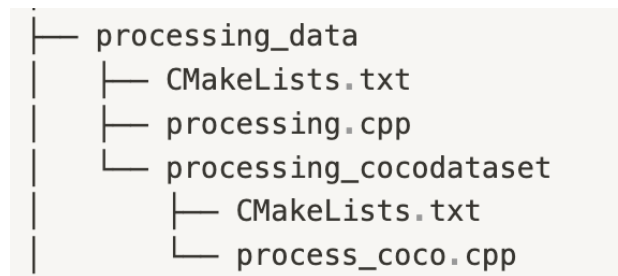 ├── processing_data
│   ├── CMakeLists.txt
│   ├── processing.cpp
│   └── processing_cocodataset
│       ├── CMakeLists.txt
│       └── process_coco.cpp